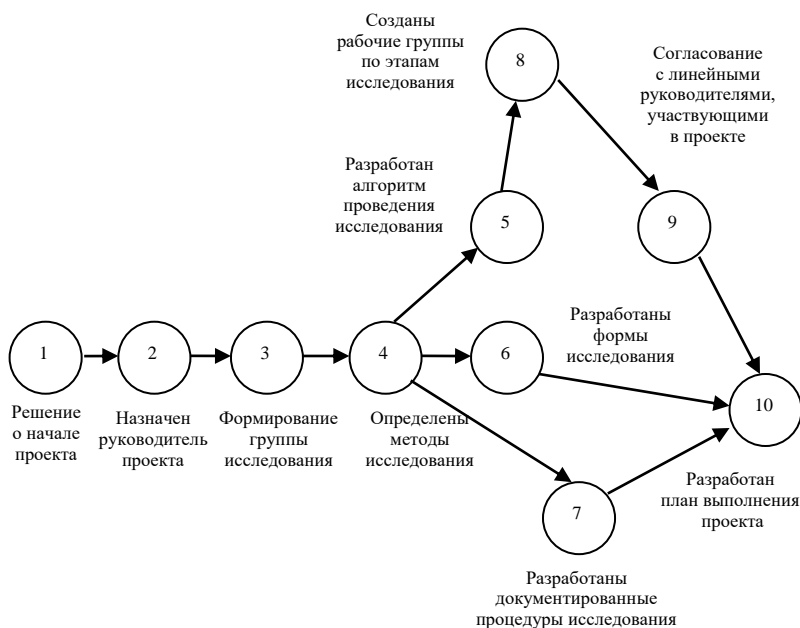 Созданы
рабочие группы
по этапам
исследования
8
Согласование
с линейными
руководителями,
участвующими
в проекте
Разработан
алгоритм
проведения
исследования
5
9
Разработаны
формы
исследования
1
2
3
4
6
10
Решение
о начале
проекта
Назначен
руководитель
проекта
Формирование
группы
исследования
Определены
методы
исследования
7
Разработан
план выполнения
проекта
Разработаны
документированные
процедуры исследования